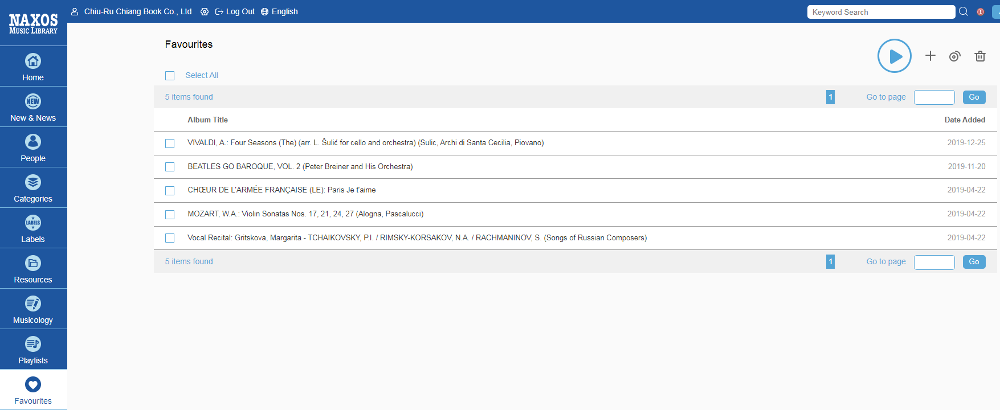 NAXOS
MUSIC LIBRARY
Chiu-Ru Chiang Book Co., Ltd Log Out English
Keyword Search
Home
NEW
New & News
People
Categories
LABELS
Labels
Resources
Musicology
Playlists
Favourites
Favourites
Select All
5 items found 1 Go to page Go
Album Title Date Added
VIVALDI, A.: Four Seasons (The) (arr. L. Šulić for cello and orchestra) (Sulic, Archi di Santa Cecilia, Piovano) 2019-12-25
BEATLES GO BAROQUE, VOL. 2 (Peter Breiner and His Orchestra) 2019-11-20
CHŒUR DE L'ARMÉE FRANÇAISE (LE): Paris Je t'aime 2019-04-22
MOZART, W.A.: Violin Sonatas Nos. 17, 21, 24, 27 (Alogna, Pascalucci) 2019-04-22
Vocal Recital: Gritskova, Margarita - TCHAIKOVSKY, P.I. / RIMSKY-KORSAKOV, N.A. / RACHMANINOV, S. (Songs of Russian Composers) 2019-04-22
5 items found 1 Go to page Go